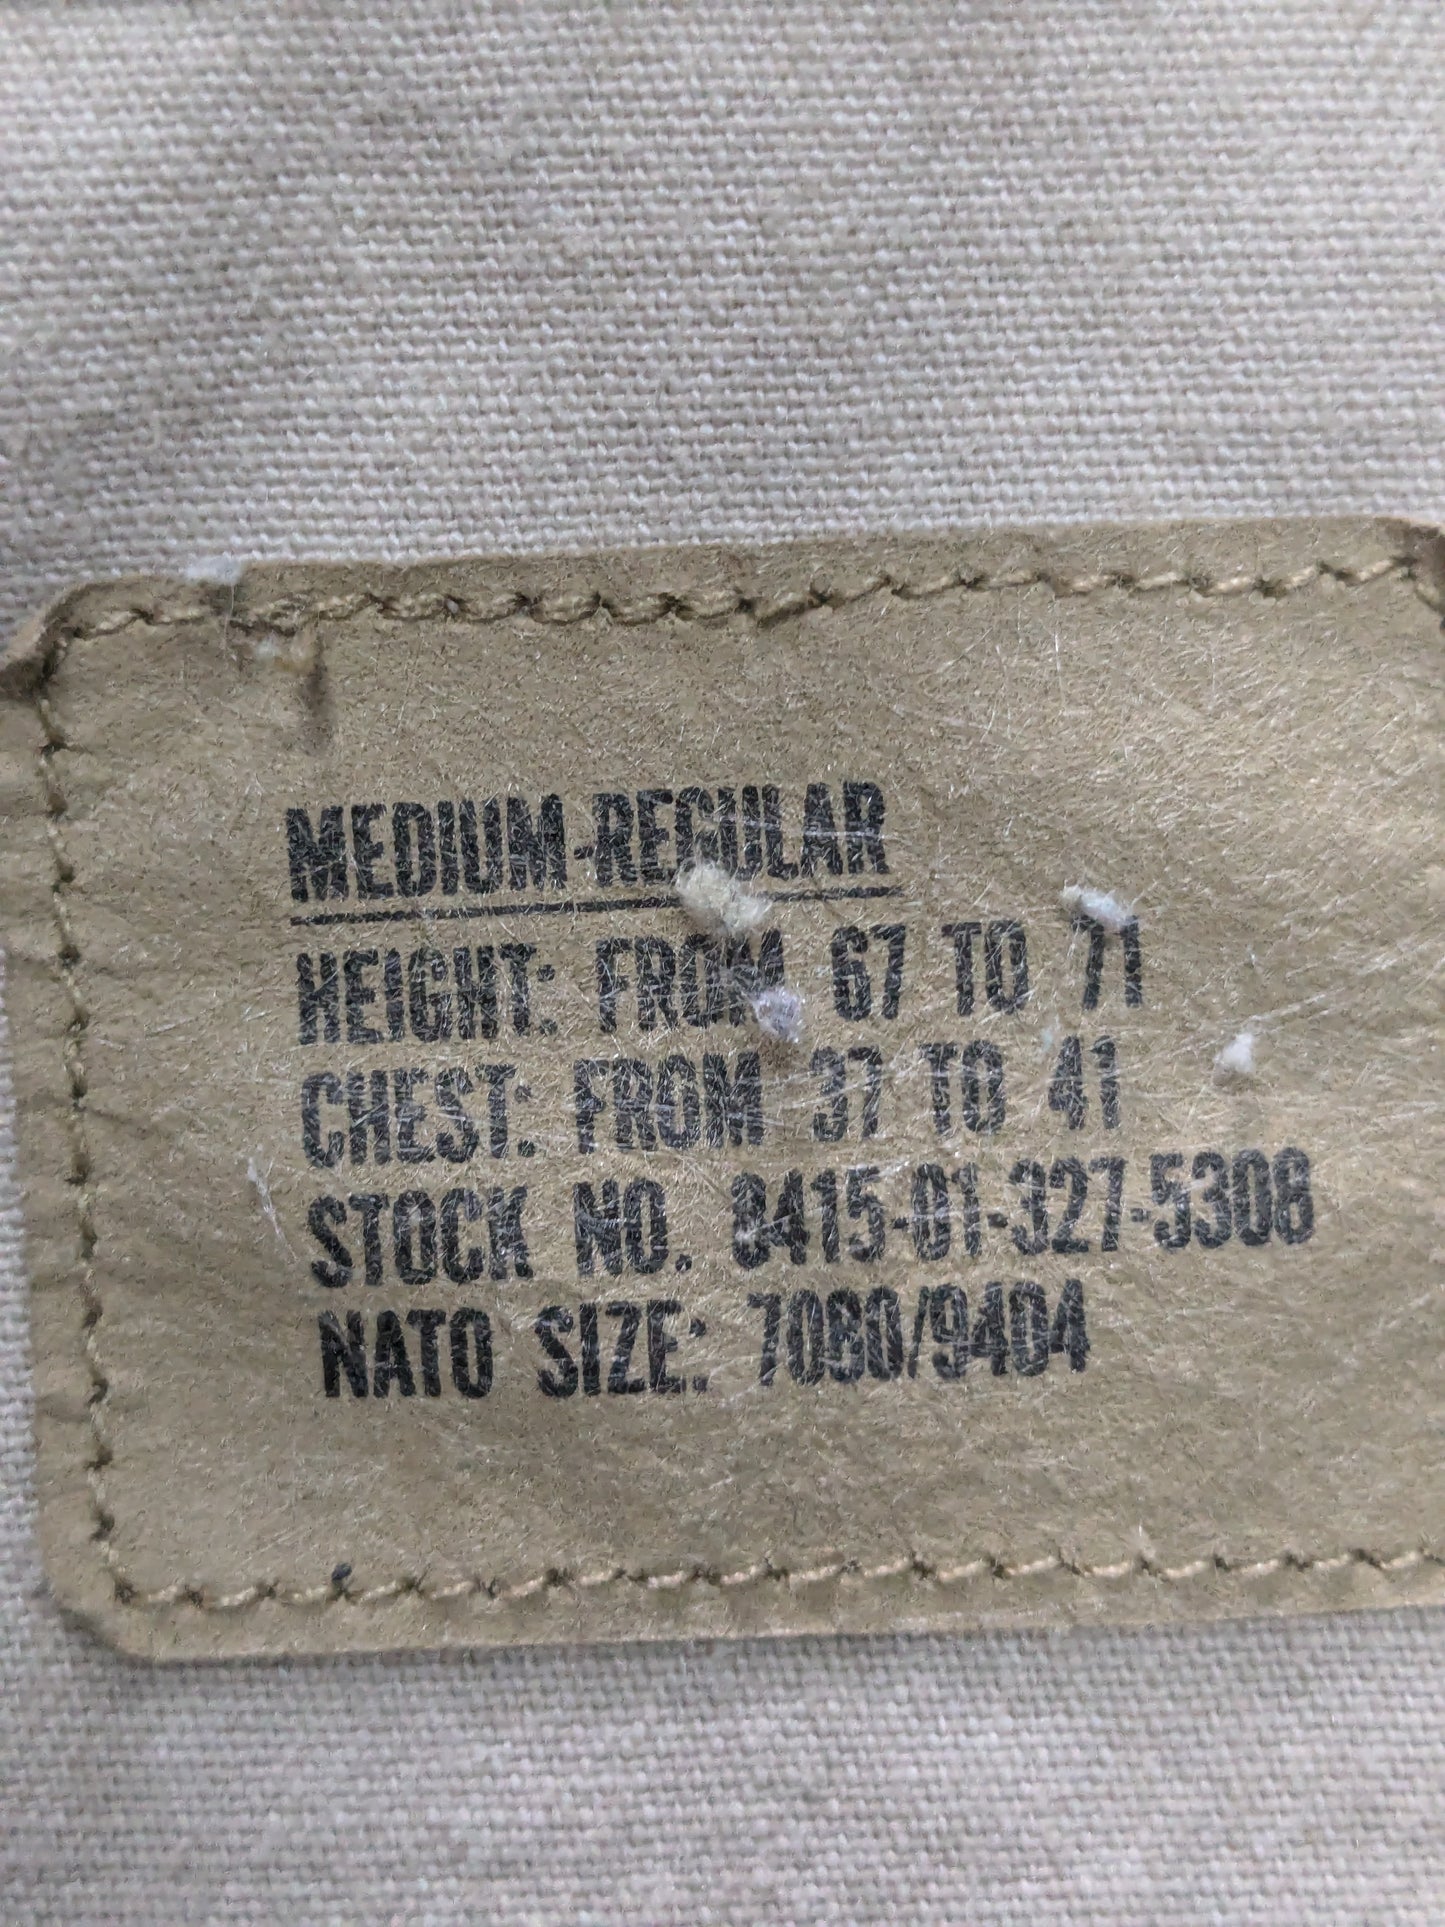 MEDIUM-REGULAR
HEIGHT: FROM 67 TO 71
CHEST: FROM 37 TO 41
STOCK NO. 8415-01-327-5308
NATO SIZE: 7080/9404